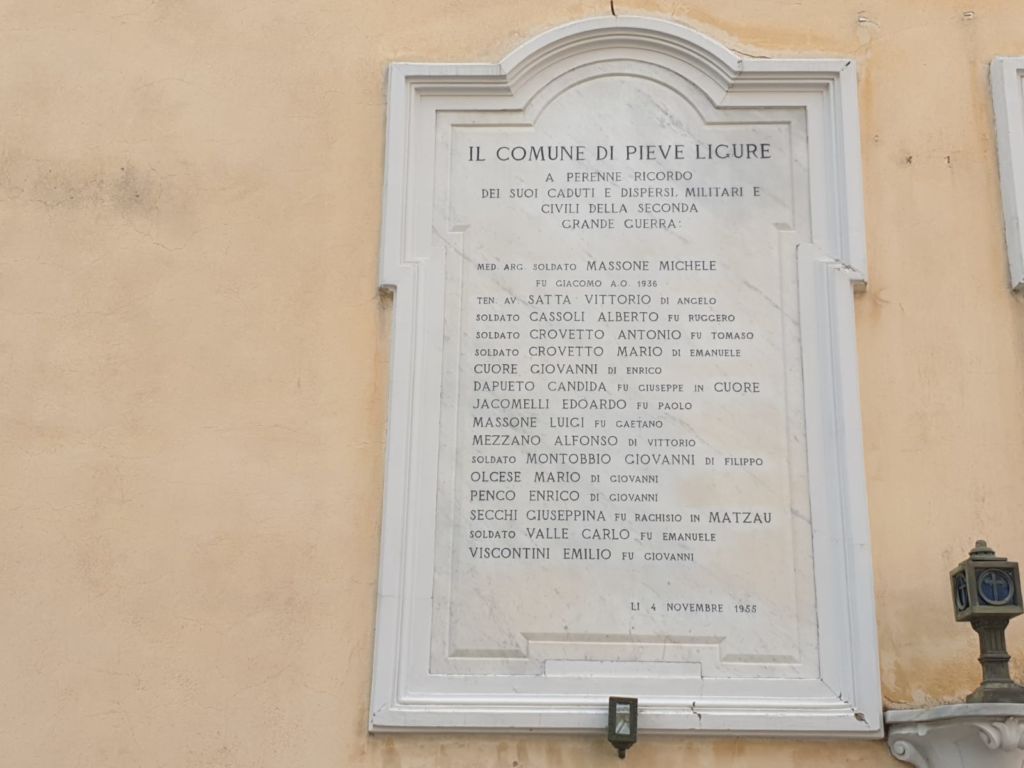 IL COMUNE DI PIEVE LIGURE
A PERENNE RICORDO
DEI SUOI CADUTI E DISPERSI, MILITARI E
CIVILI DELLA SECONDA
GRANDE GUERRA:
MED. ARG. SOLDATO MASSONE MICHELE
FU GIACOMO A.O. 1936
TEN. AV. SATTA VITTORIO DI ANGELO
SOLDATO CASSOLI ALBERTO FU RUGGERO
SOLDATO CROVETTO ANTONIO FU TOMASO
SOLDATO CROVETTO MARIO DI EMANUELE
CUORE GIOVANNI DI ENRICO
DAPUETO CANDIDA FU GIUSEPPE IN CUORE
JACOMELLI EDOARDO FU PAOLO
MASSONE LUIGI FU GAETANO
MEZZANO ALFONSO DI VITTORIO
SOLDATO MONTOBBIO GIOVANNI DI FILIPPO
OLCESE MARIO DI GIOVANNI
PENCO ENRICO DI GIOVANNI
SECCHI GIUSEPPINA FU RACHISIO IN MATZAU
SOLDATO VALLE CARLO FU EMANUELE
VISCONTINI EMILIO FU GIOVANNI
LI 4 NOVEMBRE 1955